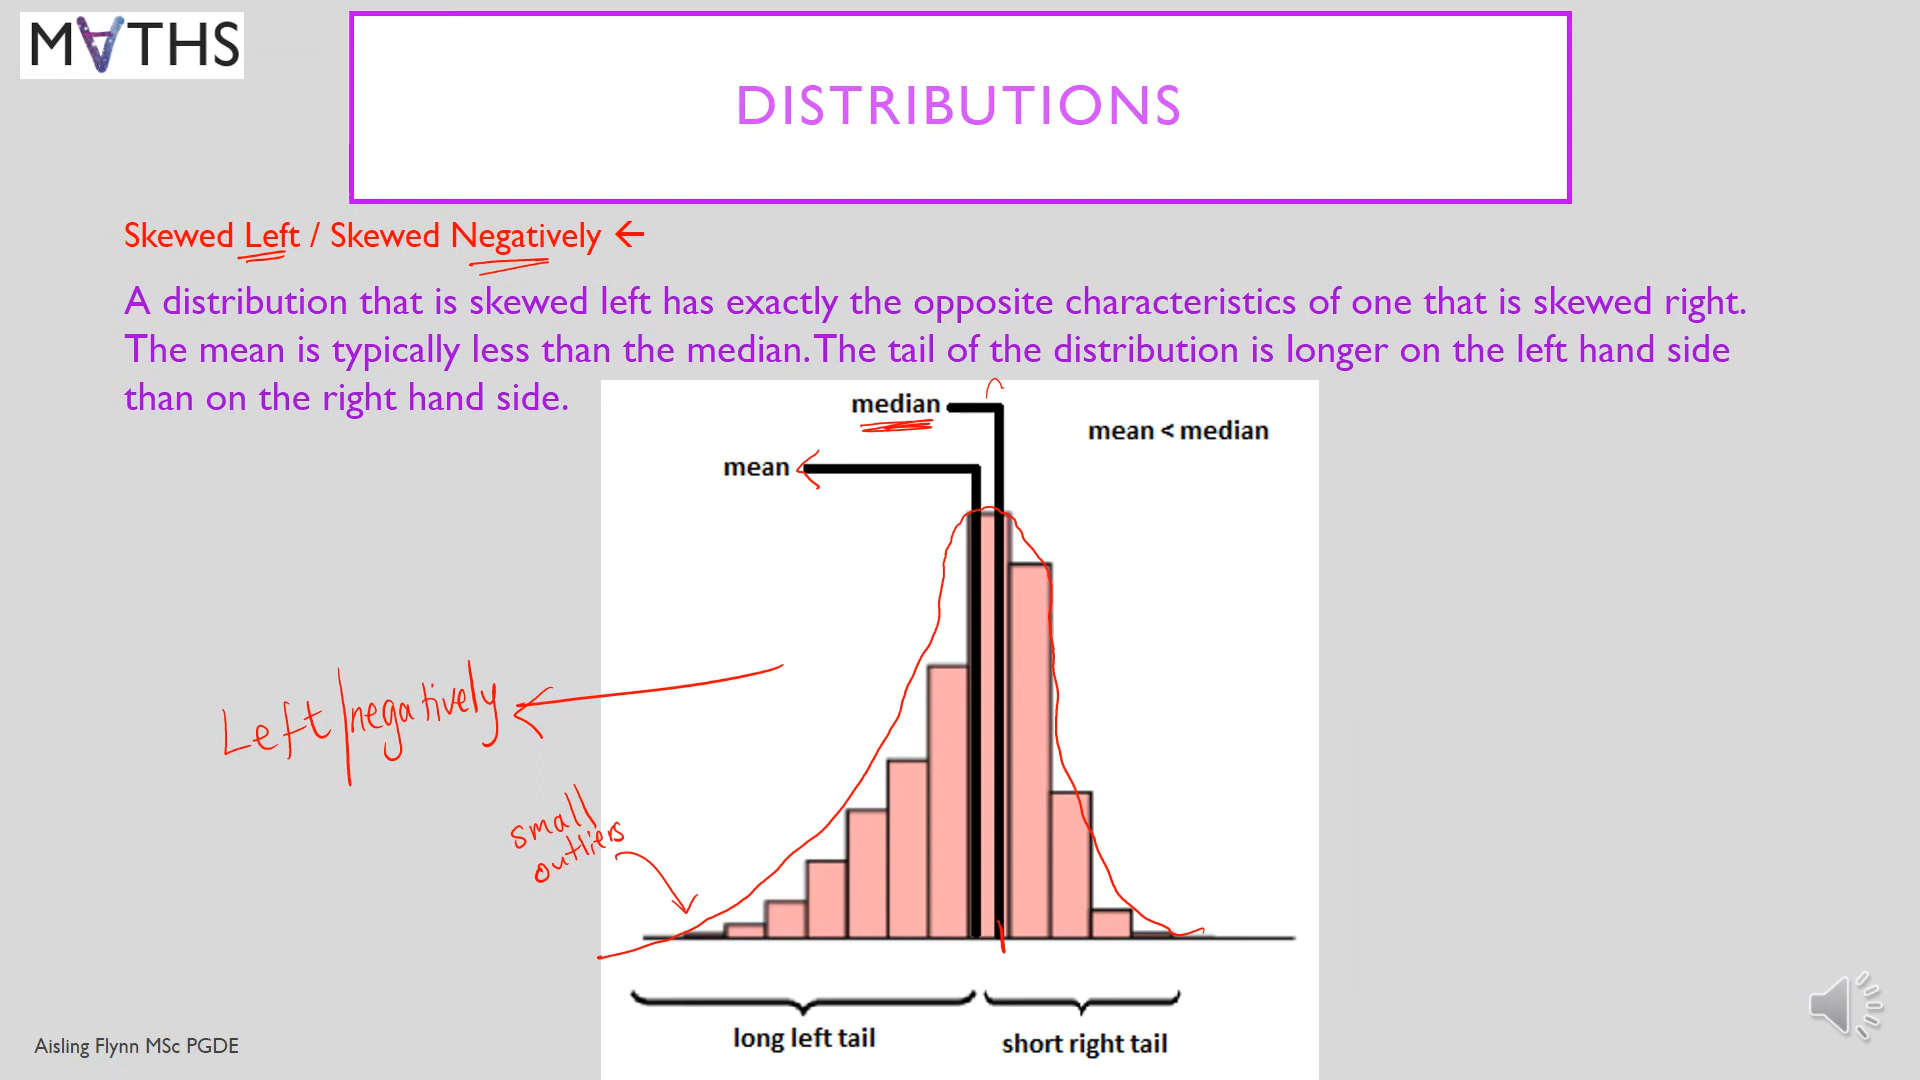 M∀THS
DISTRIBUTIONS
Skewed Left / Skewed Negatively ←
A distribution that is skewed left has exactly the opposite characteristics of one that is skewed right.
The mean is typically less than the median. The tail of the distribution is longer on the left hand side
than on the right hand side.
median
mean < median
mean
Left/negatively
small
outliers
long left tail
short right tail
Aisling Flynn MSc PGDE